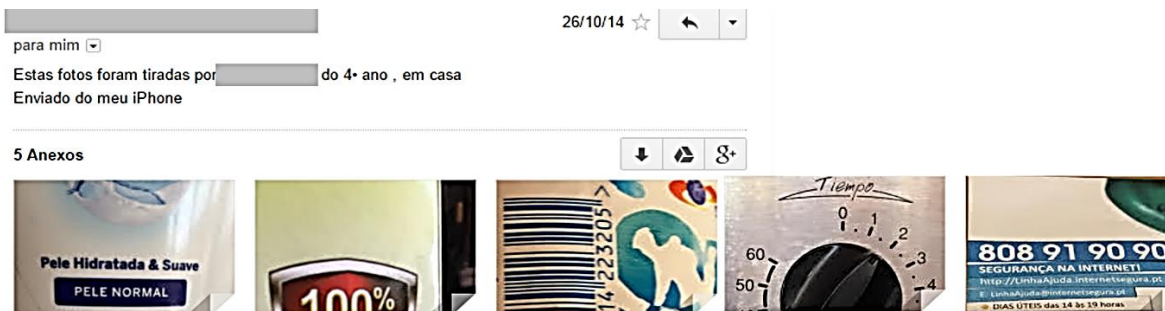 26/10/14
para mim
Estas fotos foram tiradas por do 4• ano , em casa
Enviado do meu iPhone
5 Anexos
g+
Pele Hidratada & Suave
PELE NORMAL
100%
14 223205 >
Tiempo
0
1
2
3
4
60
50
808 91 90 90
SEGURANÇA NA INTERNET!
http://LinhaAjuda.internetsegura.pt
E: LinhaAjuda@internetsegura.pt
DIAS ÚTEIS das 14 às 19 horas